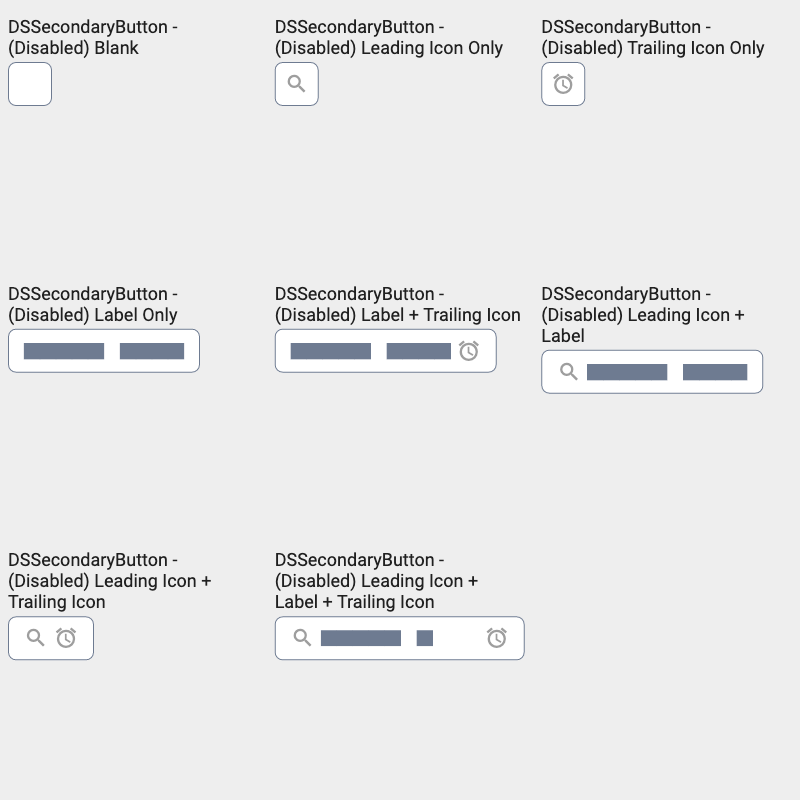 DSSecondaryButton -
(Disabled) Blank
DSSecondaryButton -
(Disabled) Leading Icon Only
DSSecondaryButton -
(Disabled) Trailing Icon Only
DSSecondaryButton -
(Disabled) Label Only
DSSecondaryButton -
(Disabled) Label + Trailing Icon
DSSecondaryButton -
(Disabled) Leading Icon +
Label
DSSecondaryButton -
(Disabled) Leading Icon +
Trailing Icon
DSSecondaryButton -
(Disabled) Leading Icon +
Label + Trailing Icon